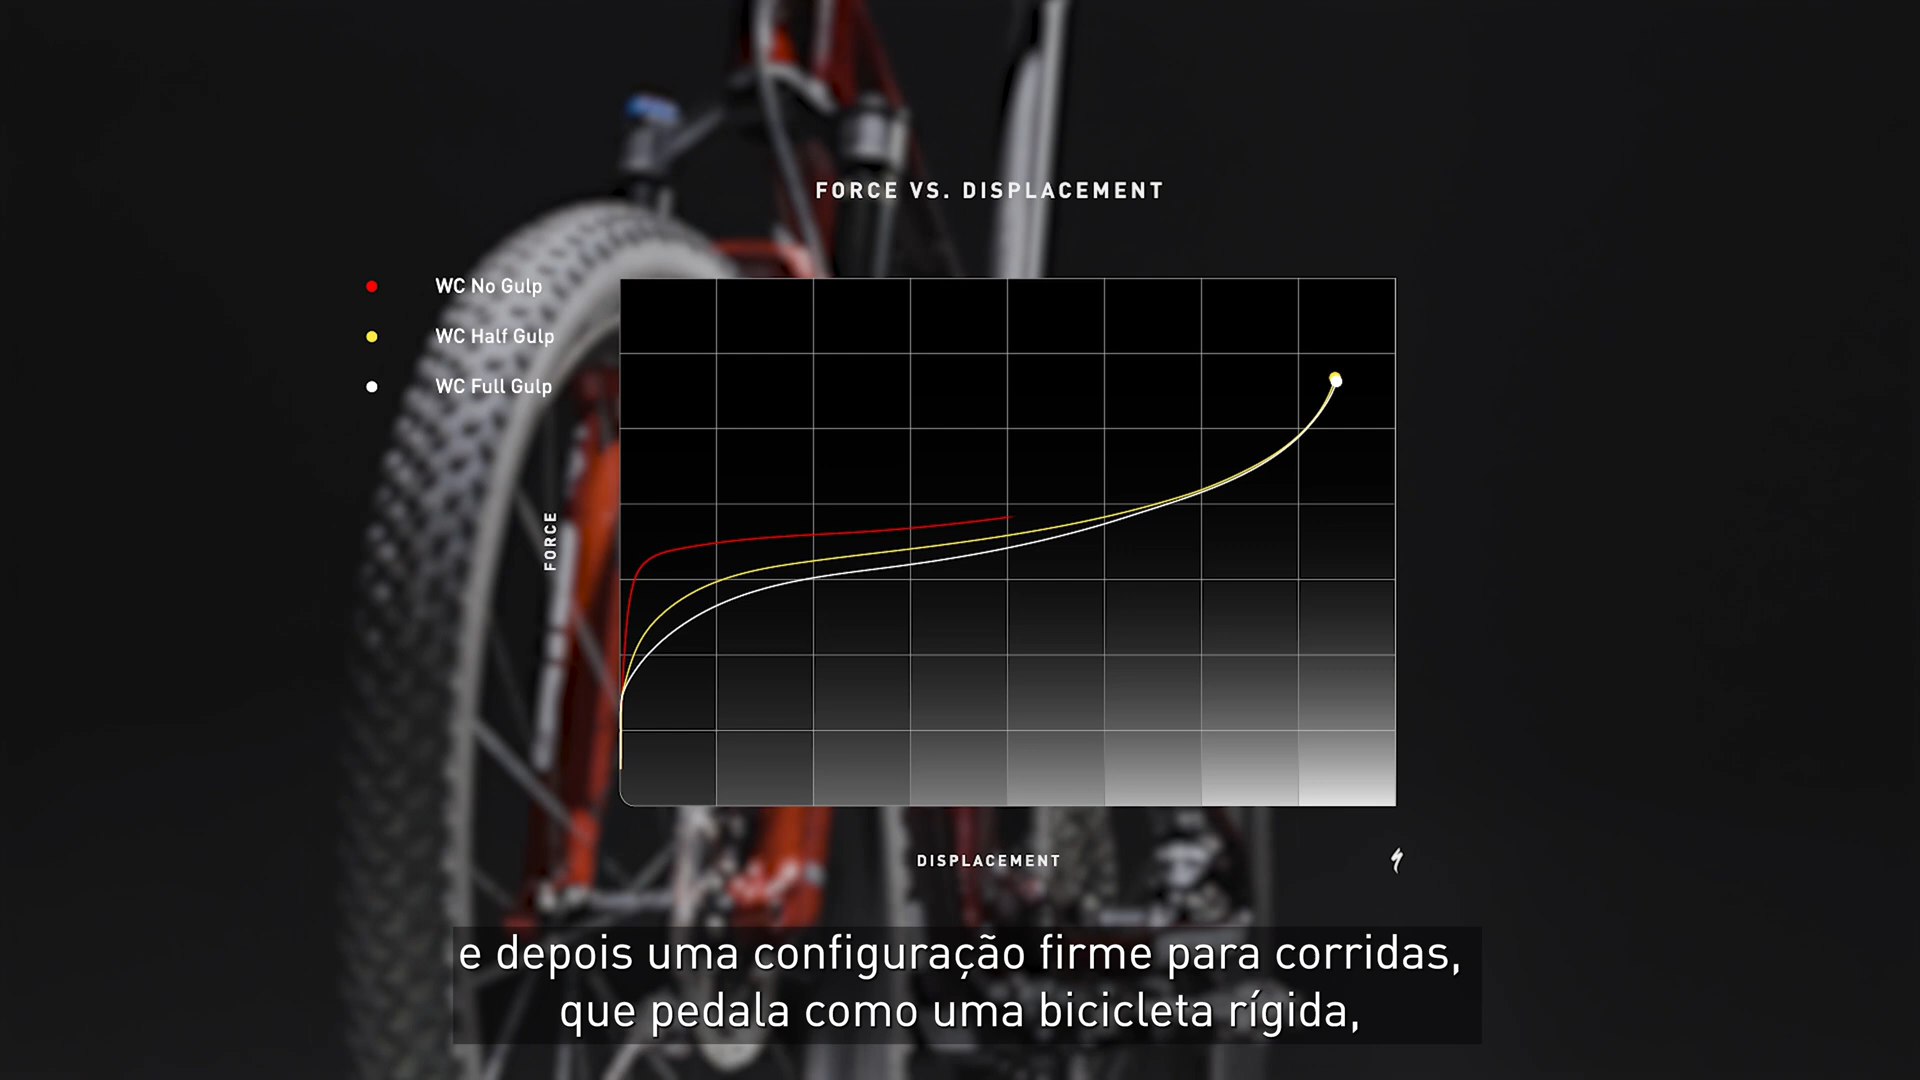 FORCE VS. DISPLACEMENT
WC No Gulp
WC Half Gulp
WC Full Gulp
FORCE
DISPLACEMENT
e depois uma configuração firme para corridas,
que pedala como uma bicicleta rígida,